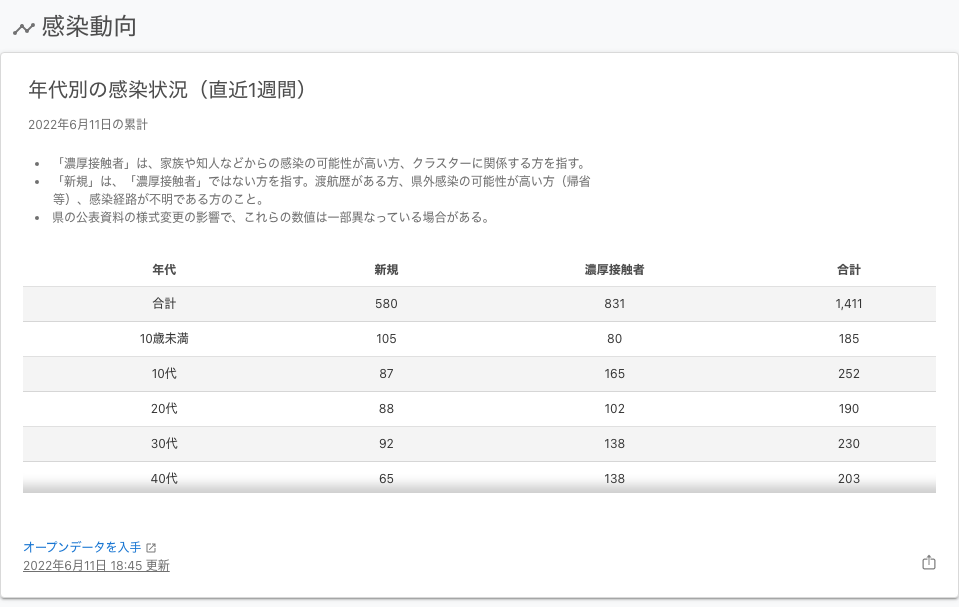 感染動向
年代別の感染状況（直近1週間）
2022年6月11日の累計
• 「濃厚接触者」は、家族や知人などからの感染の可能性が高い方、クラスターに関係する方を指す。
• 「新規」は、「濃厚接触者」ではない方を指す。渡航歴がある方、県外感染の可能性が高い方（帰省
等）、感染経路が不明である方のこと。
• 県の公表資料の様式変更の影響で、これらの数値は一部異なっている場合がある。
年代 新規 濃厚接触者 合計
合計 580 831 1,411
10歳未満 105 80 185
10代 87 165 252
20代 88 102 190
30代 92 138 230
40代 65 138 203
オープンデータを入手
2022年6月11日 18:45 更新